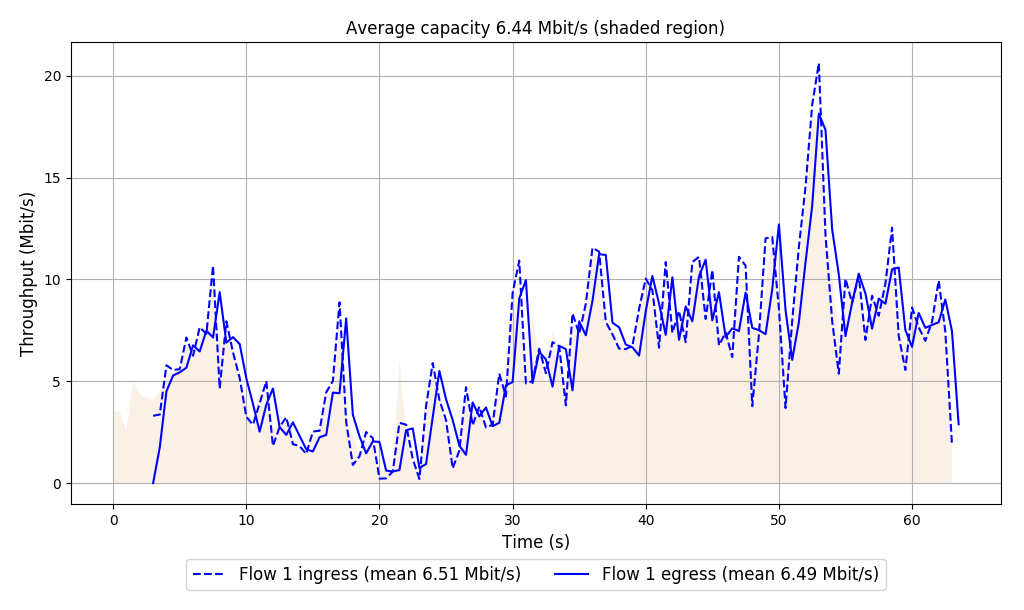 Average capacity 6.44 Mbit/s (shaded region)
Throughput (Mbit/s)
20
15
10
5
0
0 10 20 30 40 50 60
Time (s)
Flow 1 ingress (mean 6.51 Mbit/s) Flow 1 egress (mean 6.49 Mbit/s)